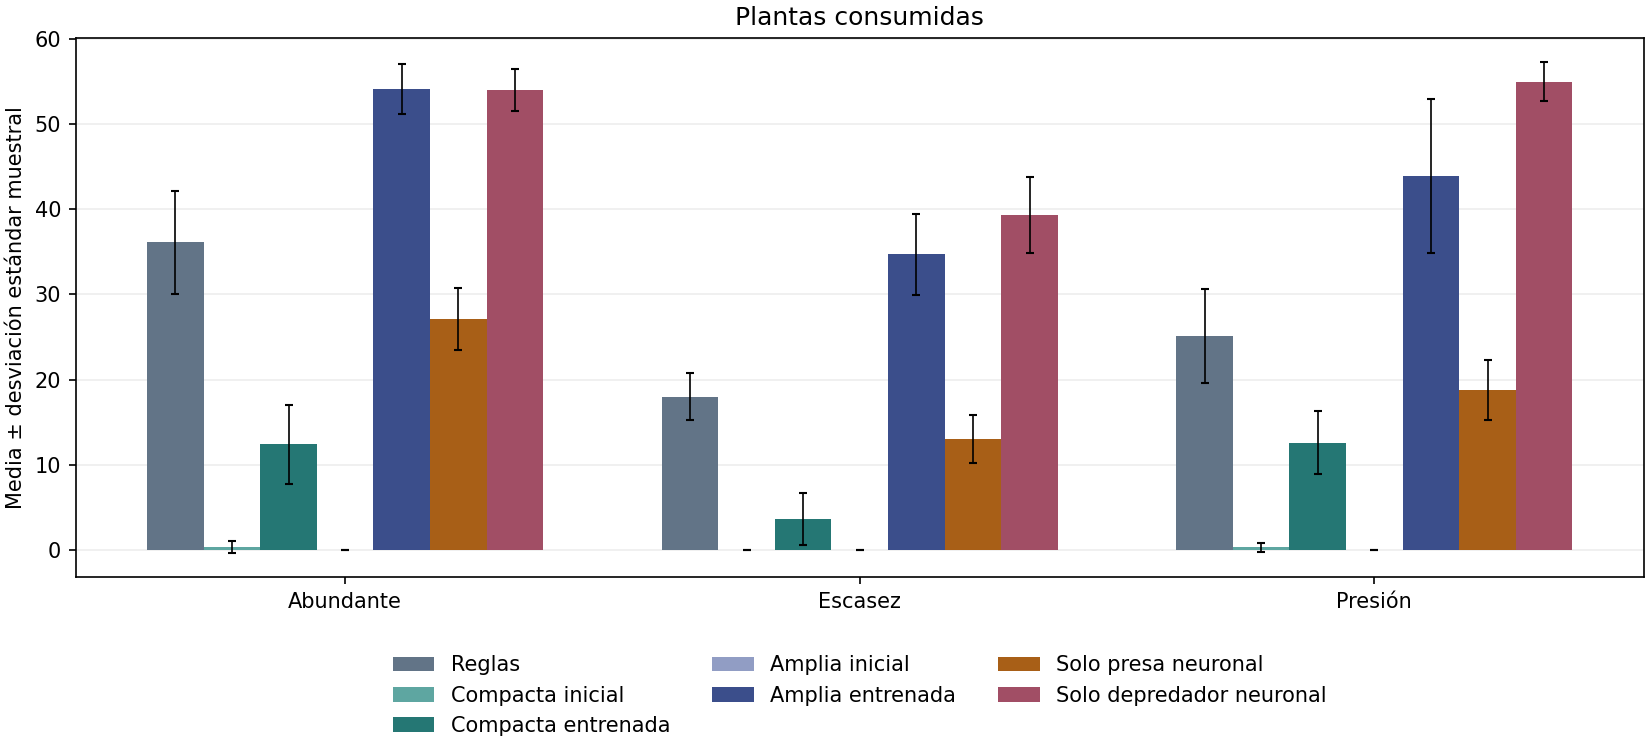 Plantas consumidas
Media ± desviación estándar muestral
60
50
40
30
20
10
0
Abundante
Escasez
Presión
Reglas
Compacta inicial
Compacta entrenada
Amplia inicial
Amplia entrenada
Solo presa neuronal
Solo depredador neuronal